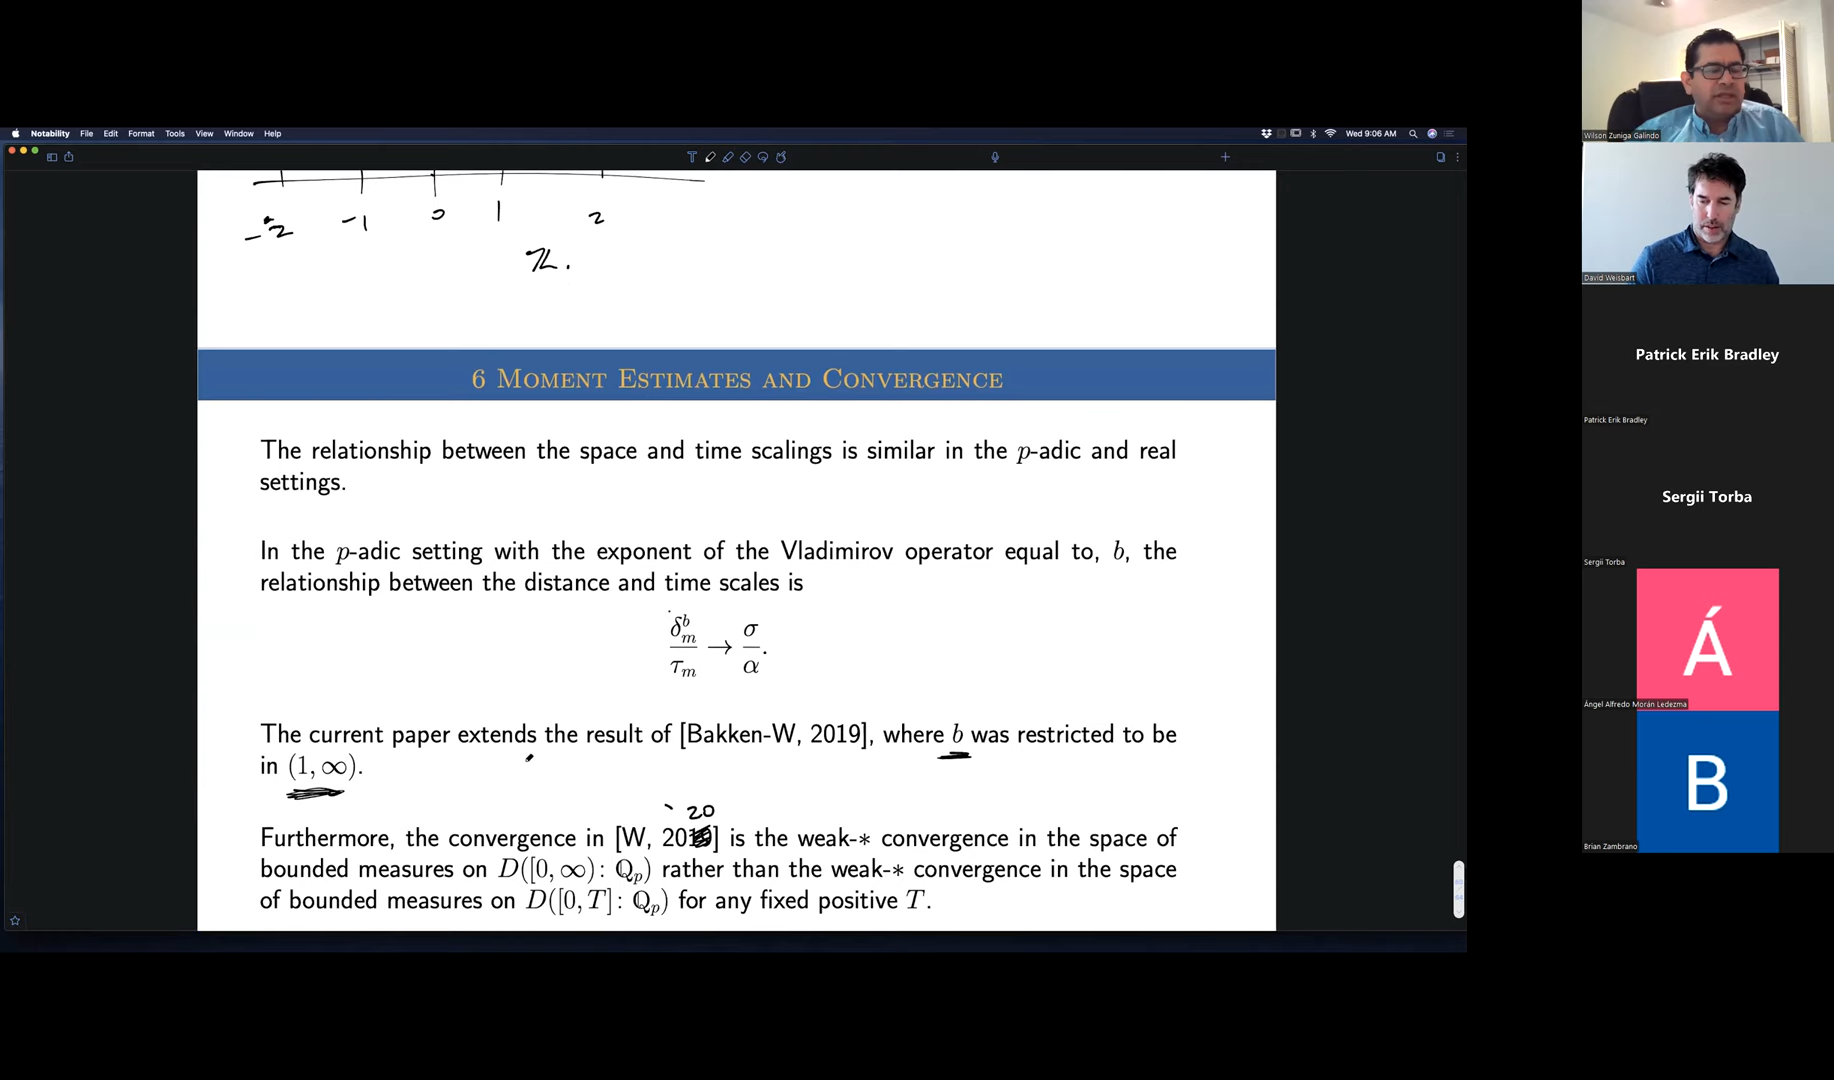 Notability File Edit Format Tools View Window Help
Wed 9:06 AM
-2 -1 0 1 2
ℤ.
6 Moment Estimates and Convergence
The relationship between the space and time scalings is similar in the p-adic and real
settings.
In the p-adic setting with the exponent of the Vladimirov operator equal to, b, the
relationship between the distance and time scales is
δ_m^b / τ_m → σ / α.
The current paper extends the result of [Bakken-W, 2019], where b was restricted to be
in (1, ∞).
20
Furthermore, the convergence in [W, 2019] is the weak-∗ convergence in the space of
bounded measures on D([0, ∞): ℚ_p) rather than the weak-∗ convergence in the space
of bounded measures on D([0, T]: ℚ_p) for any fixed positive T.
Wilson Zuniga Galindo
David Weisbart
Patrick Erik Bradley
Patrick Erik Bradley
Sergii Torba
Sergii Torba
Á
Ángel Alfredo Morán Ledezma
B
Brian Zambrano